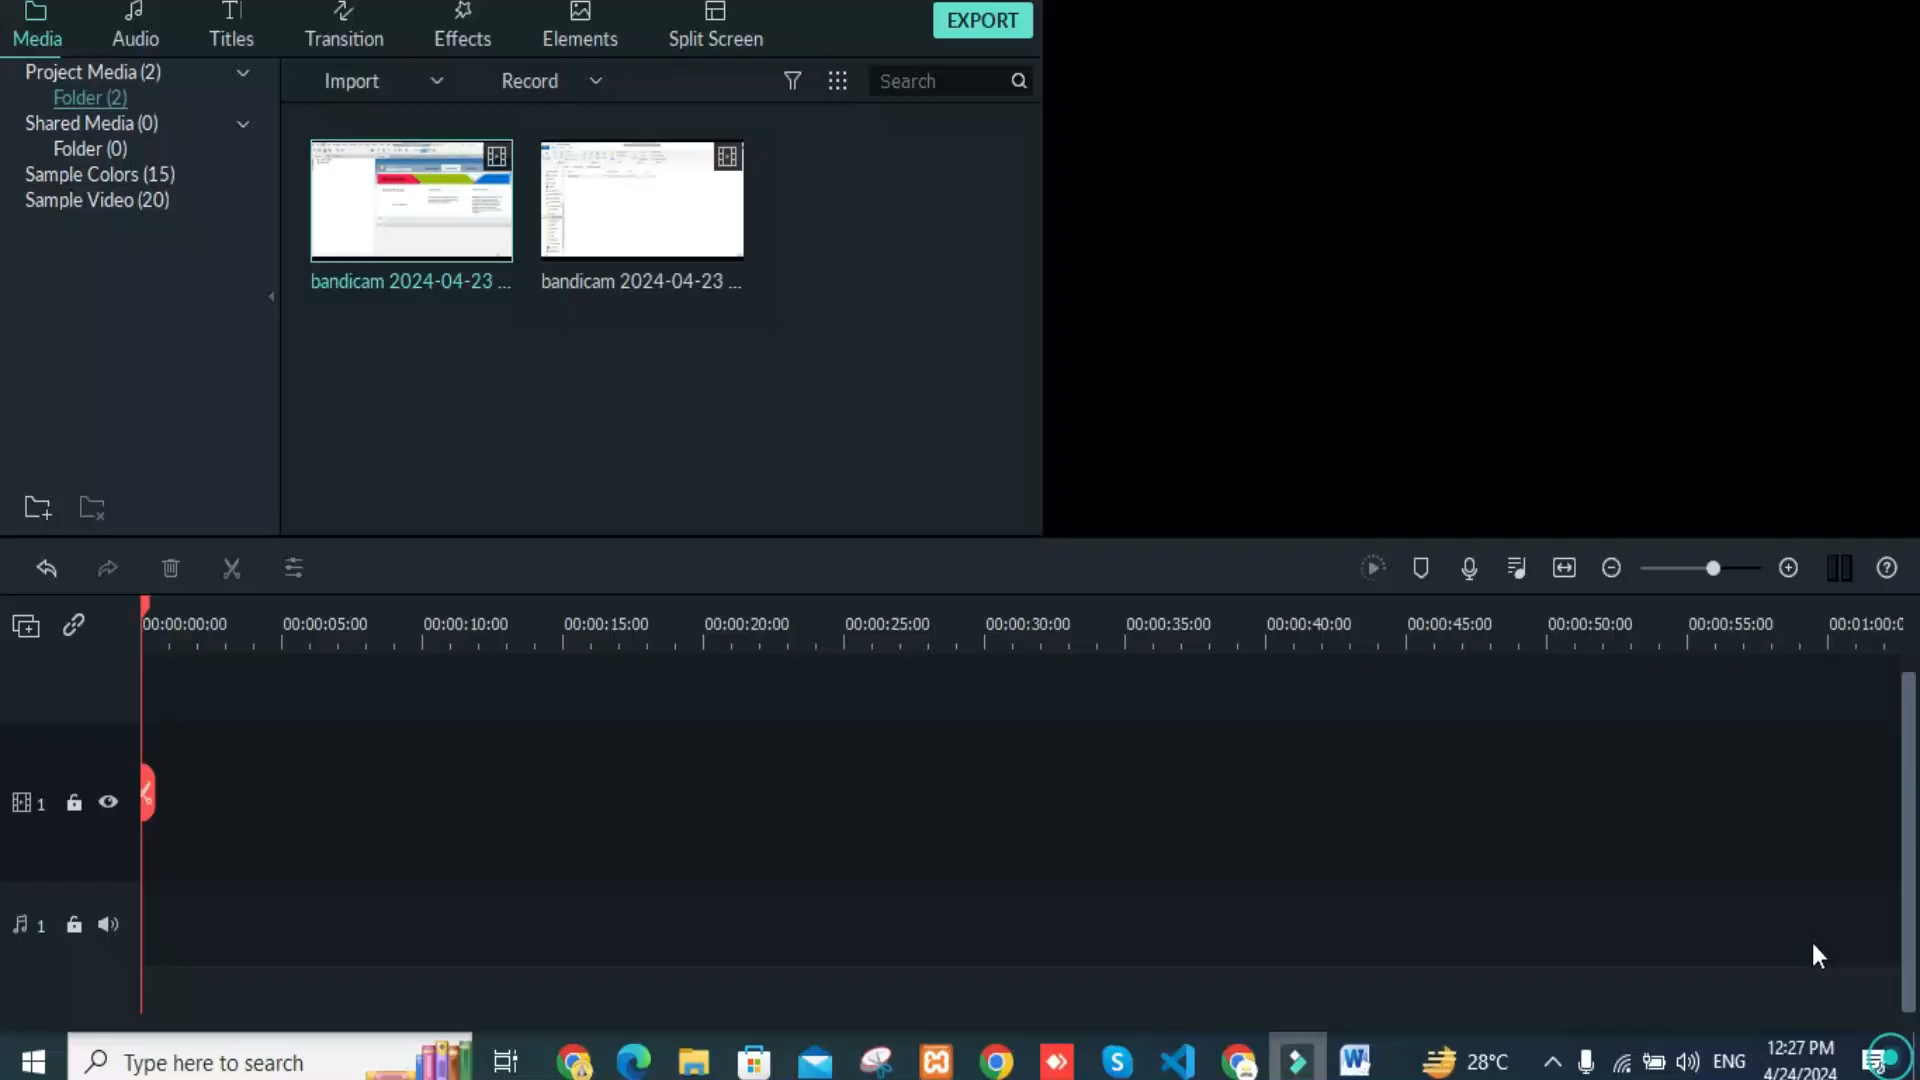 Media Audio Titles Transition Effects Elements Split Screen EXPORT
Project Media (2)
Folder (2)
Shared Media (0)
Folder (0)
Sample Colors (15)
Sample Video (20)
Import Record Search
bandicam 2024-04-23 ... bandicam 2024-04-23 ...
00:00:00:00 00:00:05:00 00:00:10:00 00:00:15:00 00:00:20:00 00:00:25:00 00:00:30:00 00:00:35:00 00:00:40:00 00:00:45:00 00:00:50:00 00:00:55:00 00:01:00:0
1
1
Type here to search 28°C ENG 12:27 PM
4/24/2024